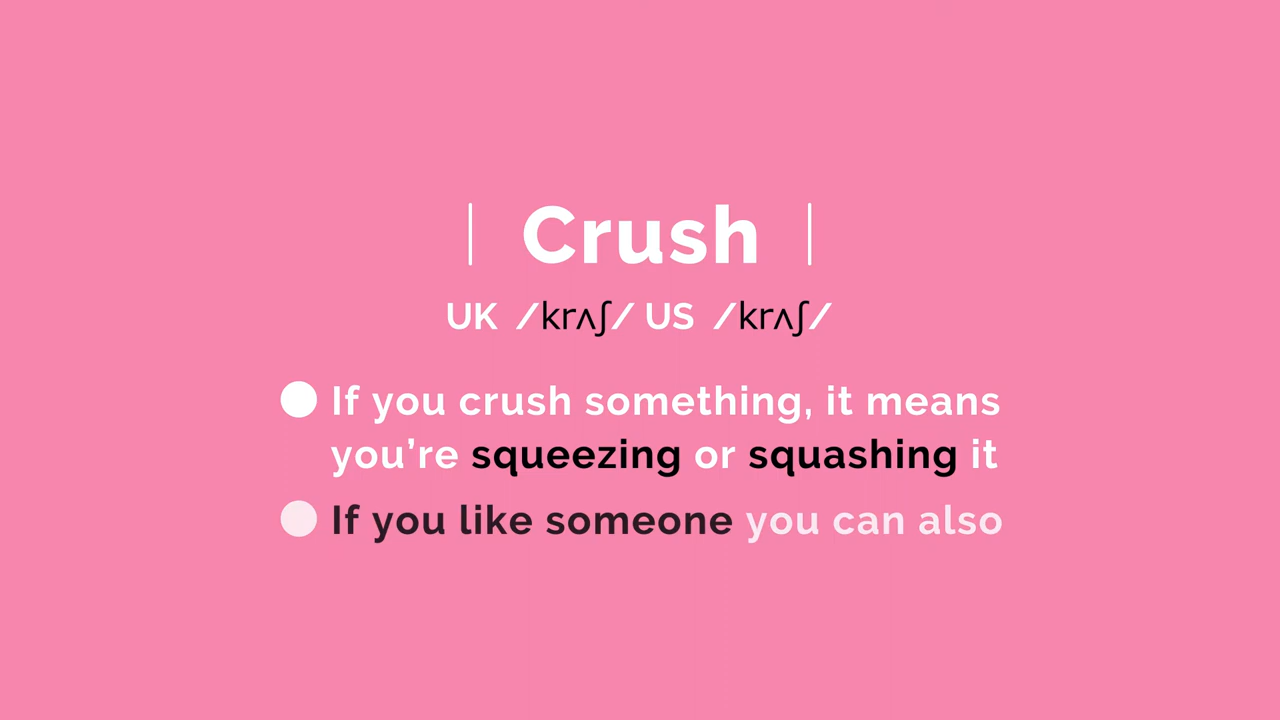 | Crush |
UK /krʌʃ/ US /krʌʃ/
● If you crush something, it means
you’re squeezing or squashing it
● If you like someone you can also